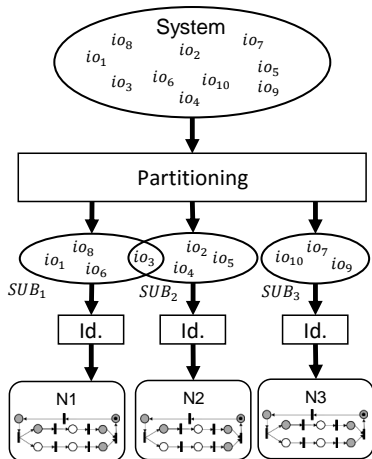 System
io₈ io₂ io₇
io₁ io₅
io₃ io₆ io₁₀ io₉
io₄
Partitioning
io₈ io₂ io₇
io₁ io₃ io₅ io₁₀ io₉
io₆ io₄
SUB₁ SUB₂ SUB₃
Id. Id. Id.
N1 N2 N3